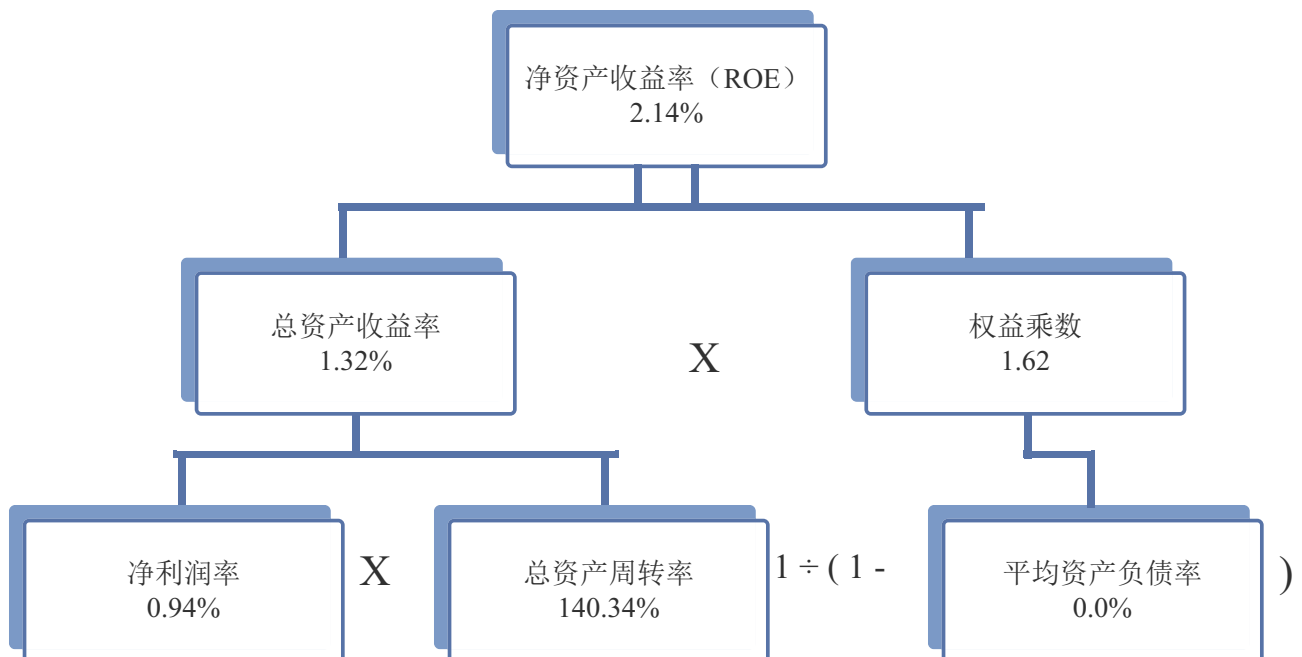 净资产收益率（ROE）
2.14%
总资产收益率
1.32%
X
权益乘数
1.62
净利润率
0.94%
X
总资产周转率
140.34%
1 ÷ ( 1 -
平均资产负债率
0.0%
)